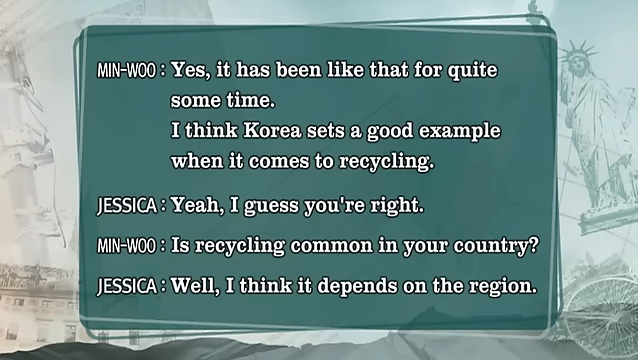 MIN-WOO : Yes, it has been like that for quite
some time.
I think Korea sets a good example
when it comes to recycling.
JESSICA : Yeah, I guess you're right.
MIN-WOO : Is recycling common in your country?
JESSICA : Well, I think it depends on the region.